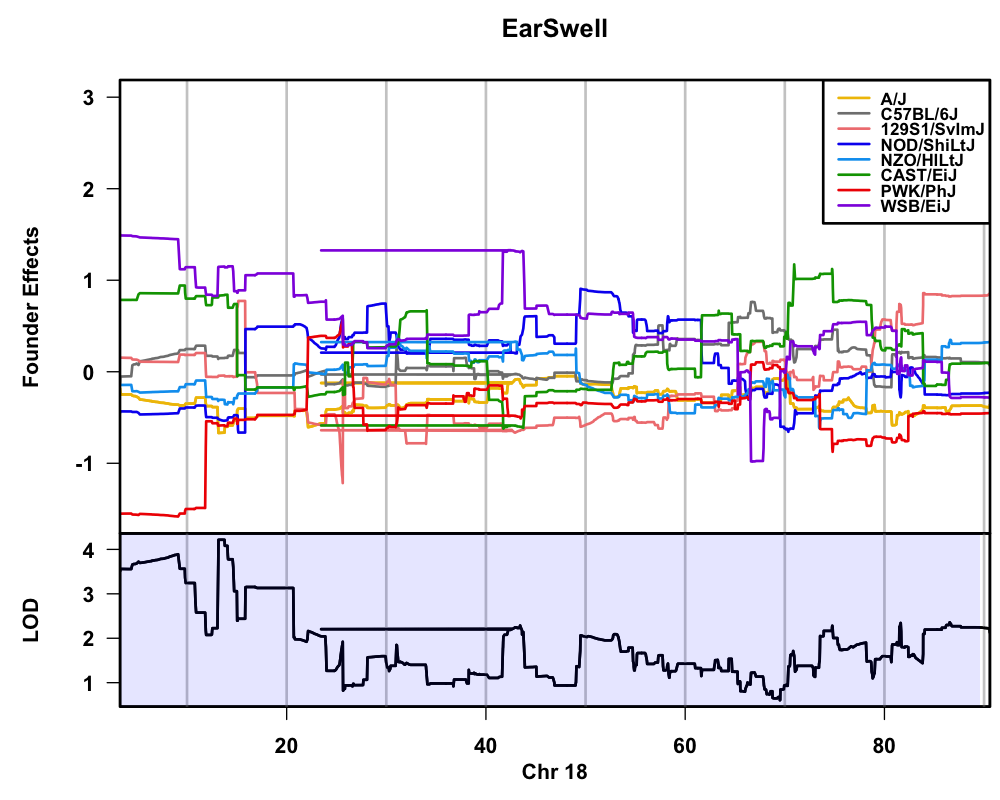 EarSwell
3
2
1
0
-1
Founder Effects
A/J
C57BL/6J
129S1/SvImJ
NOD/ShiLtJ
NZO/HlLtJ
CAST/EiJ
PWK/PhJ
WSB/EiJ
4
3
2
1
LOD
20
40
60
80
Chr 18